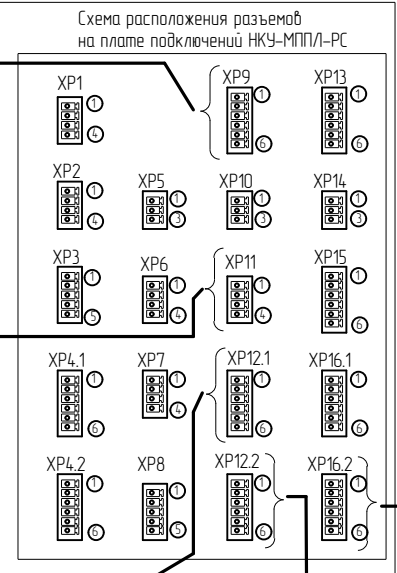 Схема расположения разъемов
на плате подключений НКУ-МППЛ-РС
XP1 XP9 XP13
1 1 1
4 6 6
XP2 XP5 XP10 XP14
1 1 1 1
4 3 3 3
XP3 XP6 XP11 XP15
1 1 1 1
5 4 4 6
XP4.1 XP7 XP12.1 XP16.1
1 1 1 1
6 4 6 6
XP4.2 XP8 XP12.2 XP16.2
1 1 1 1
6 5 6 6